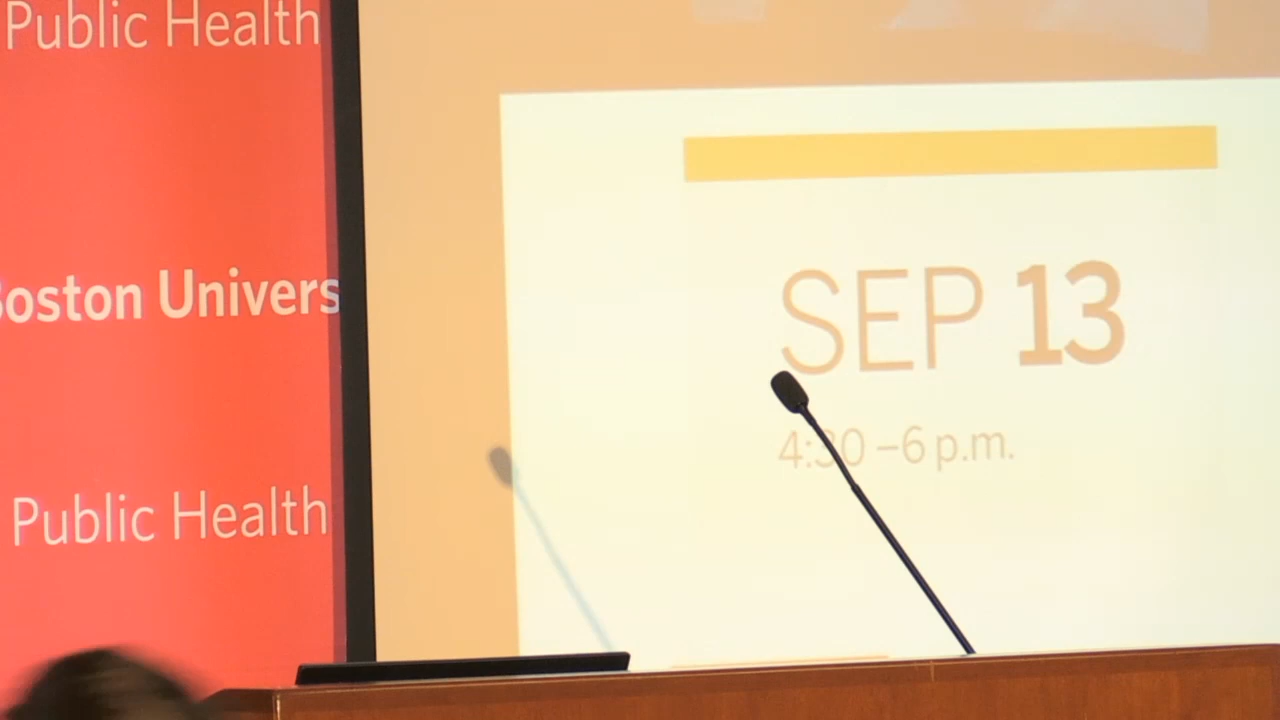 Public Health
Boston Univers
Public Health
SEP 13
4:30 – 6 p.m.